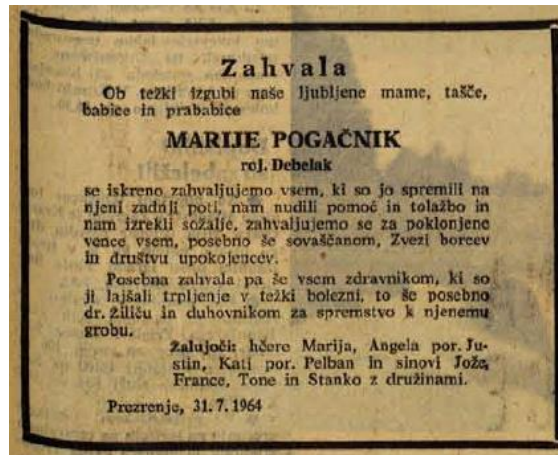 Zahvala
Ob težki izgubi naše ljubljene mame, tašče,
babice in prababice
MARIJE POGAČNIK
roj. Debelak
se iskreno zahvaljujemo vsem, ki so jo spremili na
njeni zadnji poti, nam nudili pomoč in tolažbo in
nam izrekli sožalje, zahvaljujemo se za poklonjene
vence vsem, posebno še sovaščanom, Zvezi borcev
in društvu upokojencev.
Posebna zahvala pa še vsem zdravnikom, ki so
ji lajšali trpljenje v težki bolezni, to še posebno
dr. Žiliću in duhovnikom za spremstvo k njenemu
grobu.
Žalujoči: hčere Marija, Angela por. Ju-
stin, Kati por. Pelban in sinovi Jože,
France, Tone in Stanko z družinami.
Prezrenje, 31. 7. 1964